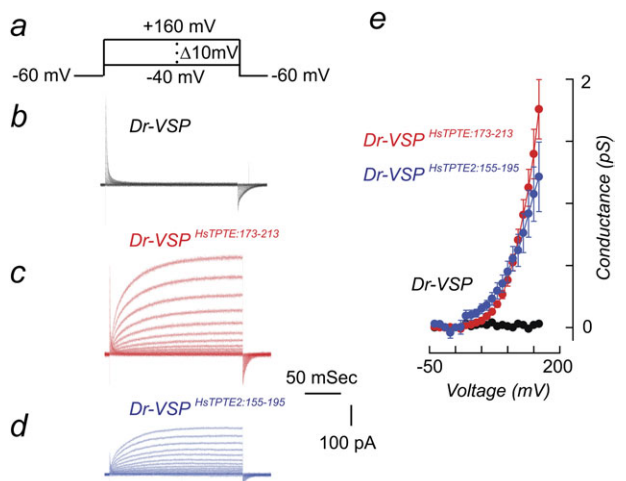 a
+160 mV
Δ10mV
-60 mV
-40 mV
-60 mV
b
Dr-VSP
c
Dr-VSP HsTPTE:173-213
50 mSec
100 pA
d
Dr-VSP HsTPTE2:155-195
e
2
Dr-VSP HsTPTE:173-213
Dr-VSP HsTPTE2:155-195
Conductance (pS)
Dr-VSP
0
-50
200
Voltage (mV)